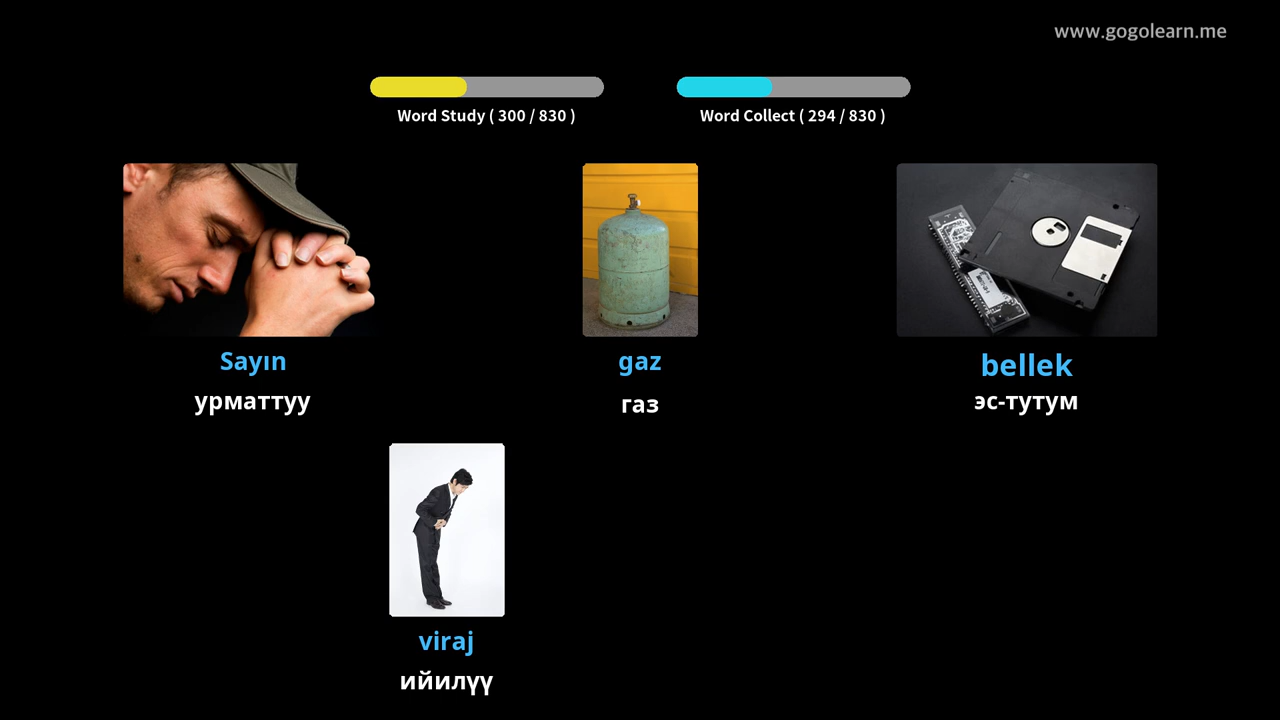 www.gogolearn.me
Word Study ( 300 / 830 )
Word Collect ( 294 / 830 )
Sayın
урматтуу
gaz
газ
bellek
эс-тутум
viraj
ийилүү